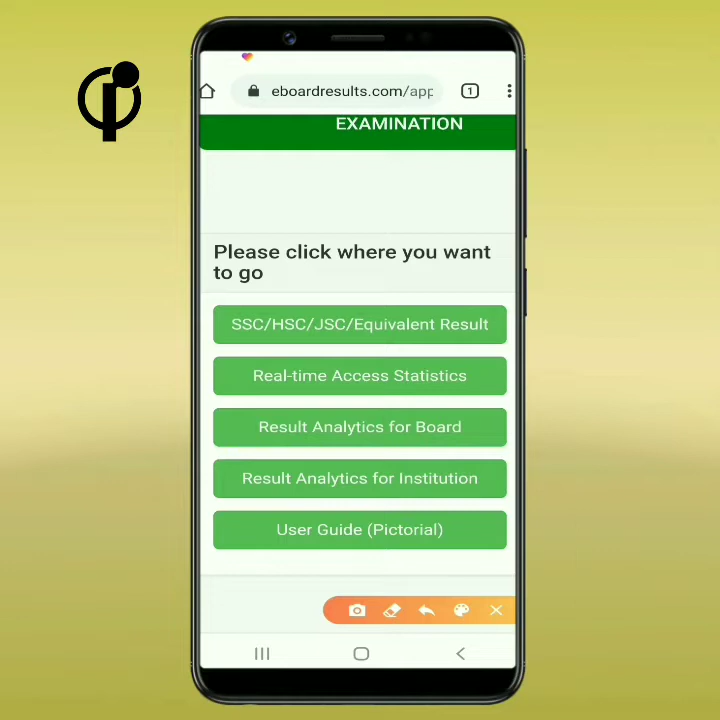 eboardresults.com/app
1
EXAMINATION
Please click where you want
to go
SSC/HSC/JSC/Equivalent Result
Real-time Access Statistics
Result Analytics for Board
Result Analytics for Institution
User Guide (Pictorial)